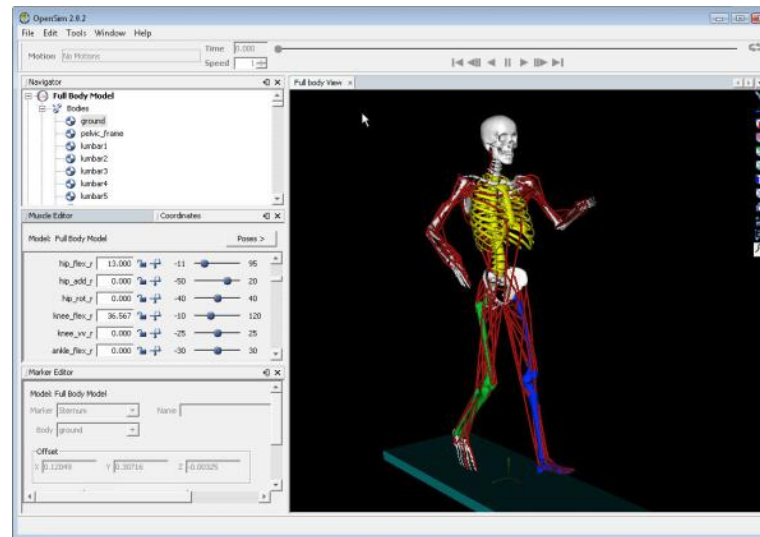 OpenSim 2.0.2
File Edit Tools Window Help
Motion No Motions Time 0.000
Speed 1
Navigator
Full body View
Full Body Model
Bodies
ground
pelvic_frame
lumbar1
lumbar2
lumbar3
lumbar4
lumbar5
Muscle Editor Coordinates
Model: Full Body Model Poses >
hip_flex_r 13.000 -11 95
hip_add_r 0.000 -50 20
hip_rot_r 0.000 -40 40
knee_flex_r 36.567 -10 120
knee_vv_r 0.000 -25 25
ankle_flex_r 0.000 -30 30
Marker Editor
Model: Full Body Model
Marker Sternum Name
Body ground
Offset
X 0.12049 Y 0.30716 Z -0.00325